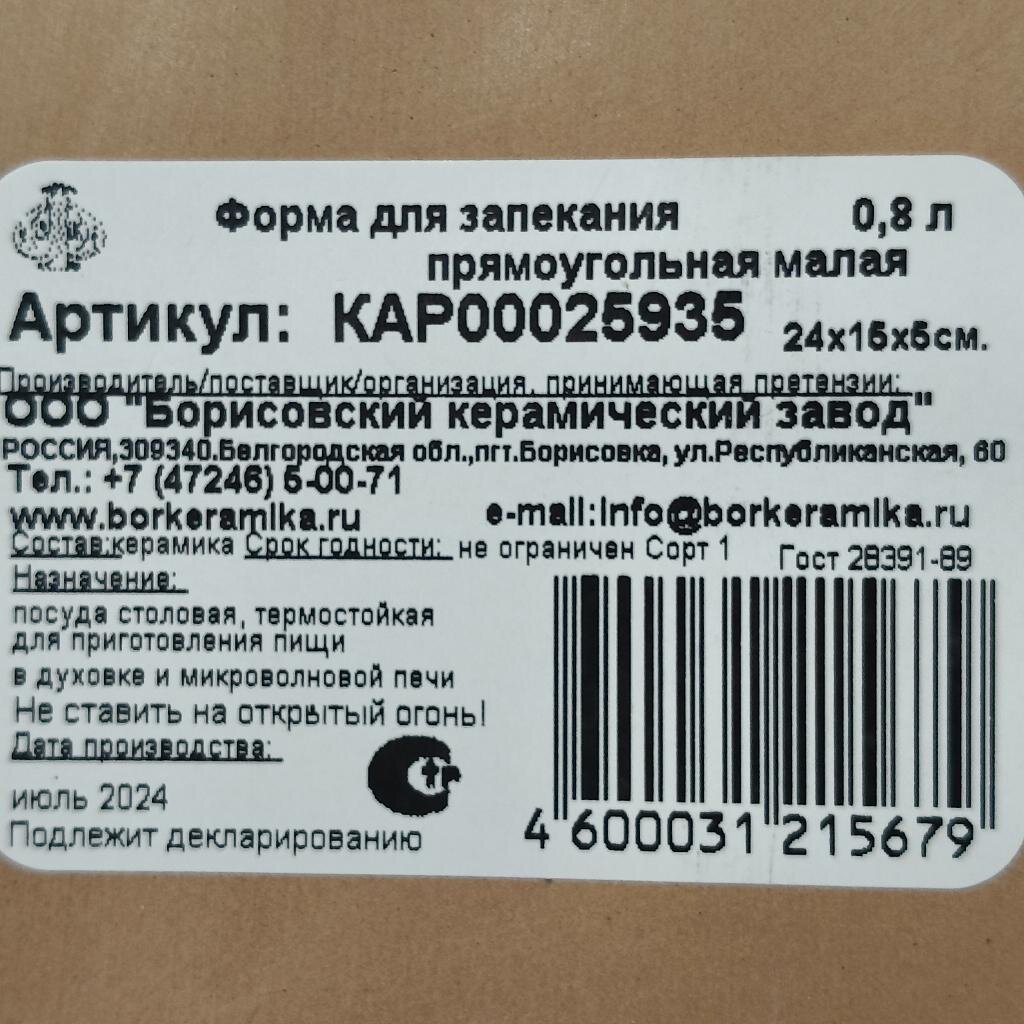 Форма для запекания 0,8 л
прямоугольная малая
Артикул: КАР00025935 24х15х5см.
Производитель/поставщик/организация, принимающая претензии:
ООО "Борисовский керамический завод"
РОССИЯ,309340.Белгородская обл.,пгт.Борисовка, ул.Республиканская, 60
Тел.: +7 (47246) 5-00-71
www.borkeramika.ru e-mail:info@borkeramika.ru
Состав:керамика Срок годности: не ограничен Сорт 1 Гост 28391-89
Назначение:
посуда столовая, термостойкая
для приготовления пищи
в духовке и микроволновой печи
Не ставить на открытый огонь!
Дата производства:
июль 2024
Подлежит декларированию
4 600031 215679